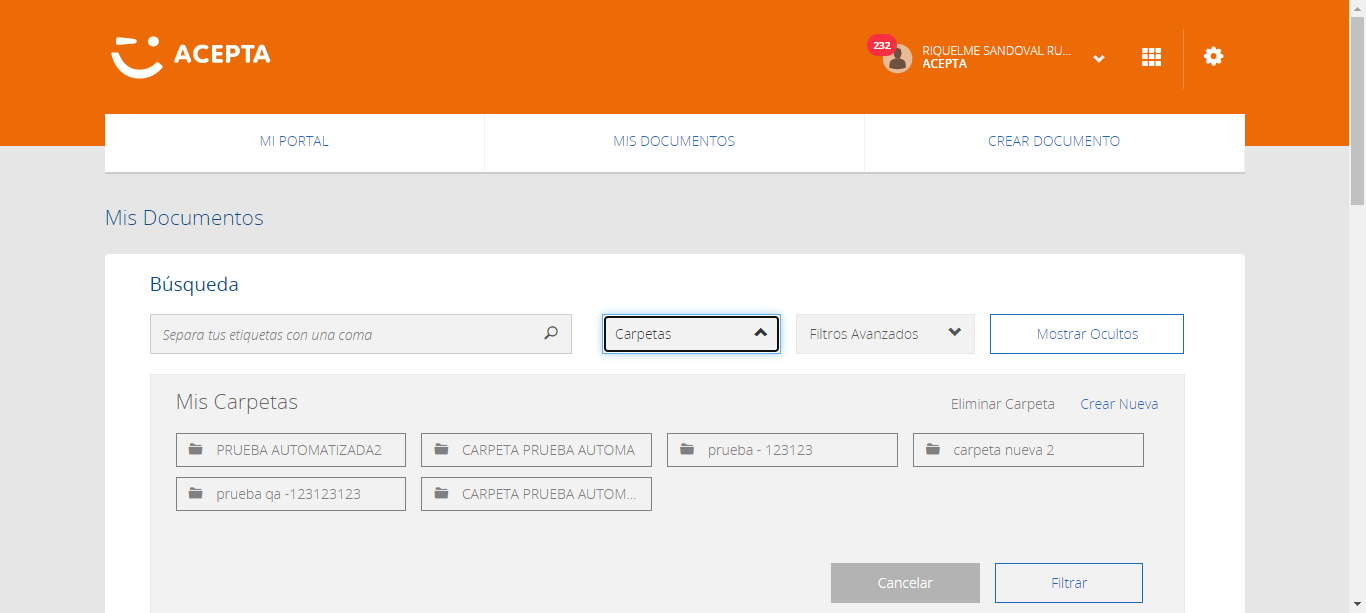 ACEPTA
232
RIQUELME SANDOVAL RU...
ACEPTA
MI PORTAL
MIS DOCUMENTOS
CREAR DOCUMENTO
Mis Documentos
Búsqueda
Separa tus etiquetas con una coma
Carpetas
Filtros Avanzados
Mostrar Ocultos
Mis Carpetas
Eliminar Carpeta
Crear Nueva
PRUEBA AUTOMATIZADA2
CARPETA PRUEBA AUTOMA
prueba - 123123
carpeta nueva 2
prueba qa -123123123
CARPETA PRUEBA AUTOM...
Cancelar
Filtrar